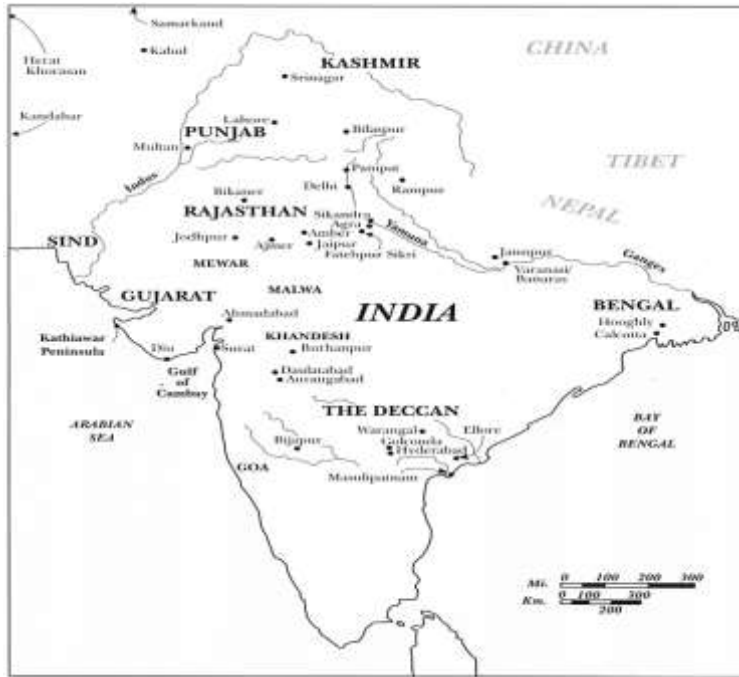 Samarkand
Kabul
Herat
Khorasan
CHINA
KASHMIR
Srinagar
Kandahar
Lahore
PUNJAB
Bilaspur
Multan
TIBET
Indus
Panipat
Delhi
Rampur
Bikaner
NEPAL
RAJASTHAN
Sikandra
Agra
Yamuna
SIND
Jodhpur
Ajmer
Amber
Jaipur
Fatehpur Sikri
Jaunpur
Ganges
MEWAR
Varanasi/
Banaras
MALWA
GUJARAT
INDIA
BENGAL
Ahmadabad
Hooghly
Calcutta
Kathiawar
Peninsula
KHANDESH
Diu
Surat
Burhanpur
Gulf
of
Cambay
Daulatabad
Aurangabad
THE DECCAN
ARABIAN
SEA
Warangal
Ellore
BAY
OF
BENGAL
Bijapur
Golconda
Hyderabad
GOA
Masulipatnam
Mi.
0 100 200 300
Km.
0 100 300
200